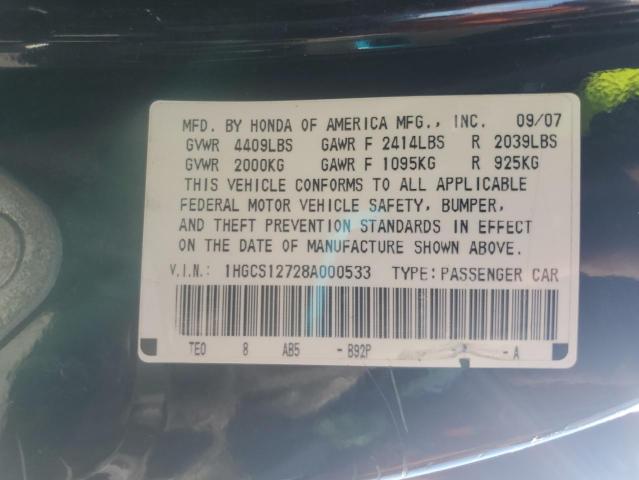 MFD. BY HONDA OF AMERICA MFG., INC. 09/07
GVWR 4409LBS GAWR F 2414LBS R 2039LBS
GVWR 2000KG GAWR F 1095KG R 925KG
THIS VEHICLE CONFORMS TO ALL APPLICABLE
FEDERAL MOTOR VEHICLE SAFETY, BUMPER,
AND THEFT PREVENTION STANDARDS IN EFFECT
ON THE DATE OF MANUFACTURE SHOWN ABOVE.
V.I.N.: 1HGCS12728A000533 TYPE: PASSENGER CAR
TE0 8 AB5 -B92P - -A